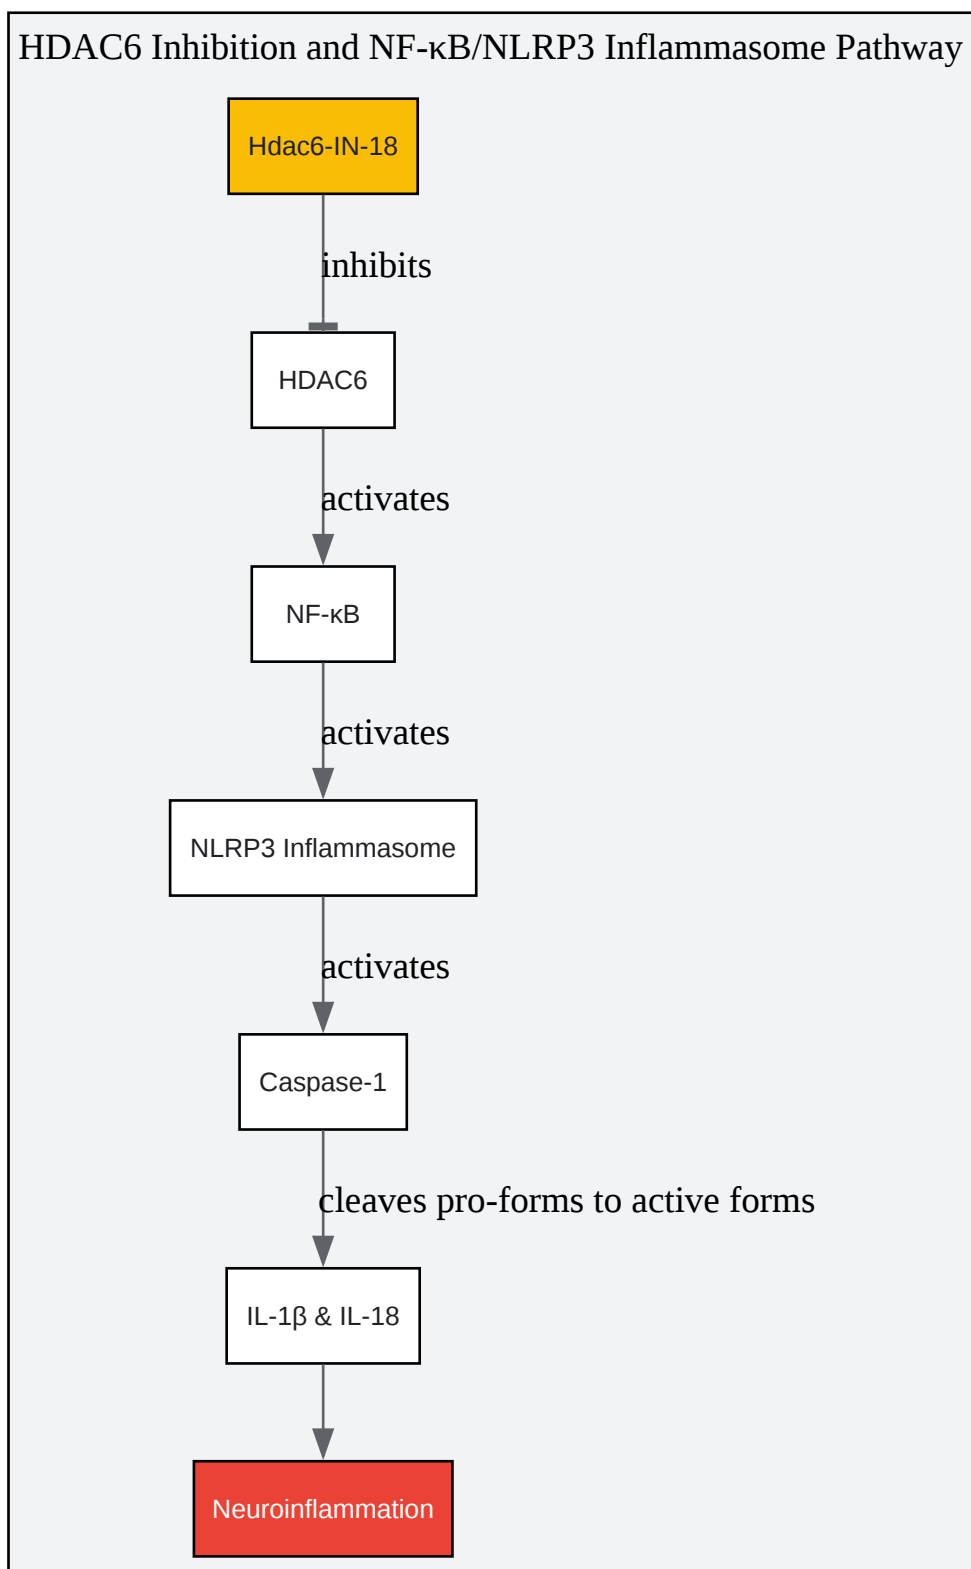 HDAC6 Inhibition and NF-κB/NLRP3 Inflammasome Pathway
Hdac6-IN-18
inhibits
HDAC6
activates
NF-κB
activates
NLRP3 Inflammasome
activates
Caspase-1
cleaves pro-forms to active forms
IL-1β & IL-18
Neuroinflammation